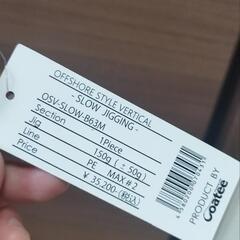 OFFSHORE STYLE VERTICAL
- SLOW JIGGING -
OSV-SLOW-B63M
Section 1Piece
Jig 150g (±50g)
Line PE MAX#2
¥ 35,200-(税込)
PRODUCT BY
Coatee